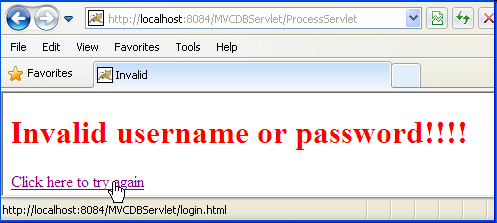 http://localhost:8084/MVCDBServlet/ProcessServlet
File Edit View Favorites Tools Help
Favorites Invalid
Invalid username or password!!!!
Click here to try again
http://localhost:8084/MVCDBServlet/login.html